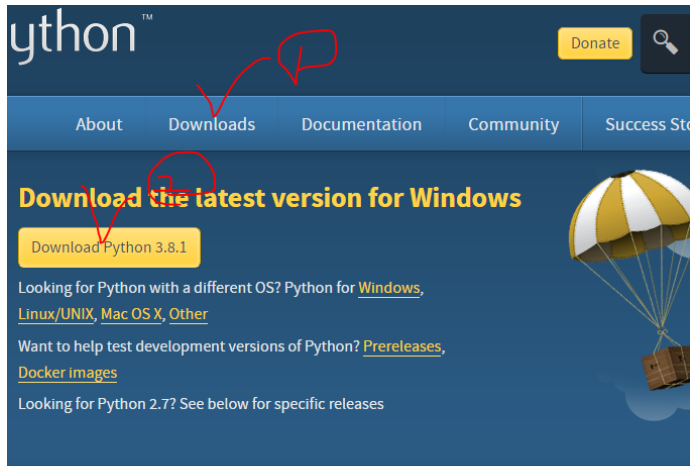 ython™
Donate
About Downloads Documentation Community Success Sto
1
2
Download the latest version for Windows
Download Python 3.8.1
Looking for Python with a different OS? Python for Windows,
Linux/UNIX, Mac OS X, Other
Want to help test development versions of Python? Prereleases,
Docker images
Looking for Python 2.7? See below for specific releases